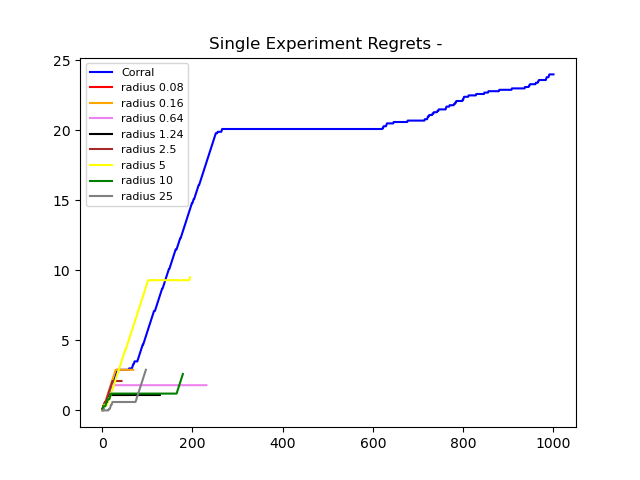 Single Experiment Regrets -
25
20
15
10
5
0
Corral
radius 0.08
radius 0.16
radius 0.64
radius 1.24
radius 2.5
radius 5
radius 10
radius 25
0 200 400 600 800 1000